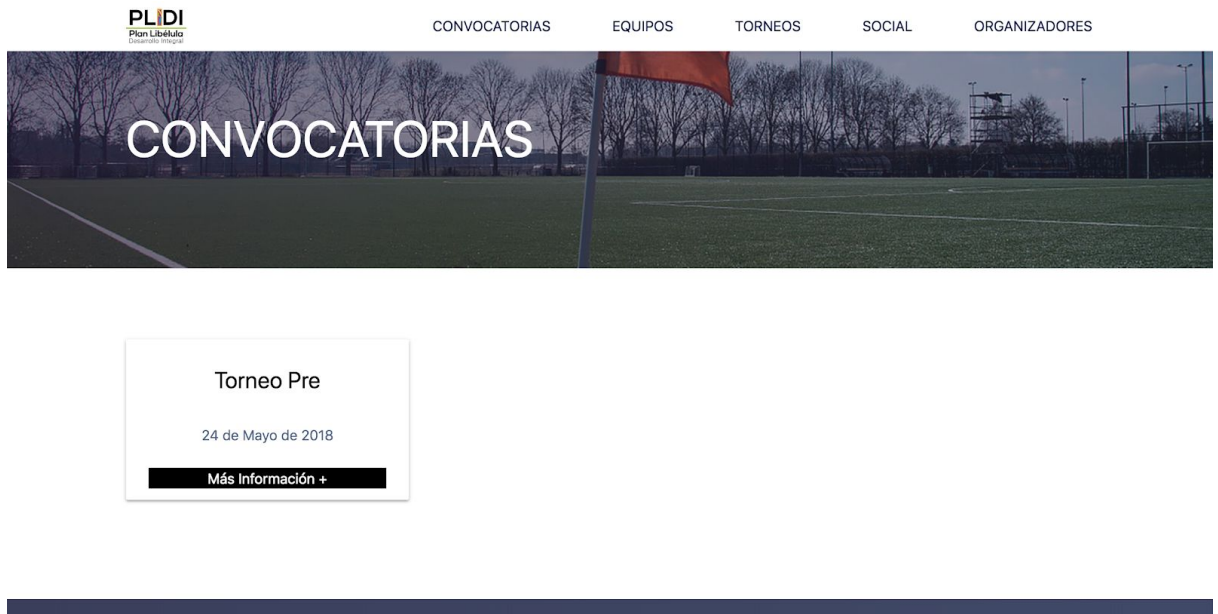 PLIDI
Plan Libélula
Desarrollo Integral
CONVOCATORIAS
EQUIPOS
TORNEOS
SOCIAL
ORGANIZADORES
CONVOCATORIAS
Torneo Pre
24 de Mayo de 2018
Más Información +